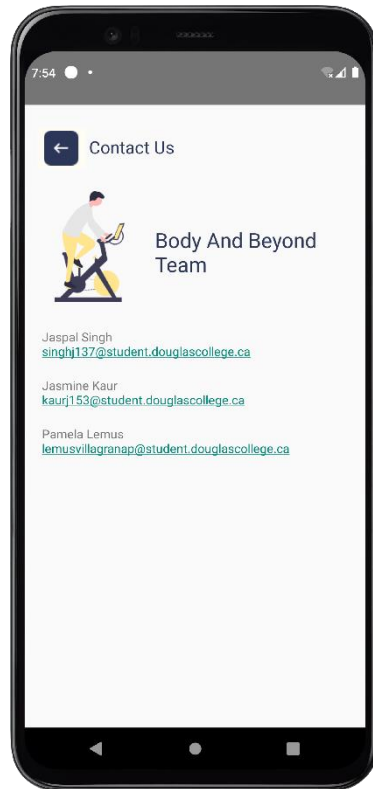 7:54
Contact Us
Body And Beyond
Team
Jaspal Singh
singhj137@student.douglascollege.ca
Jasmine Kaur
kaurj153@student.douglascollege.ca
Pamela Lemus
lemusvillagranap@student.douglascollege.ca